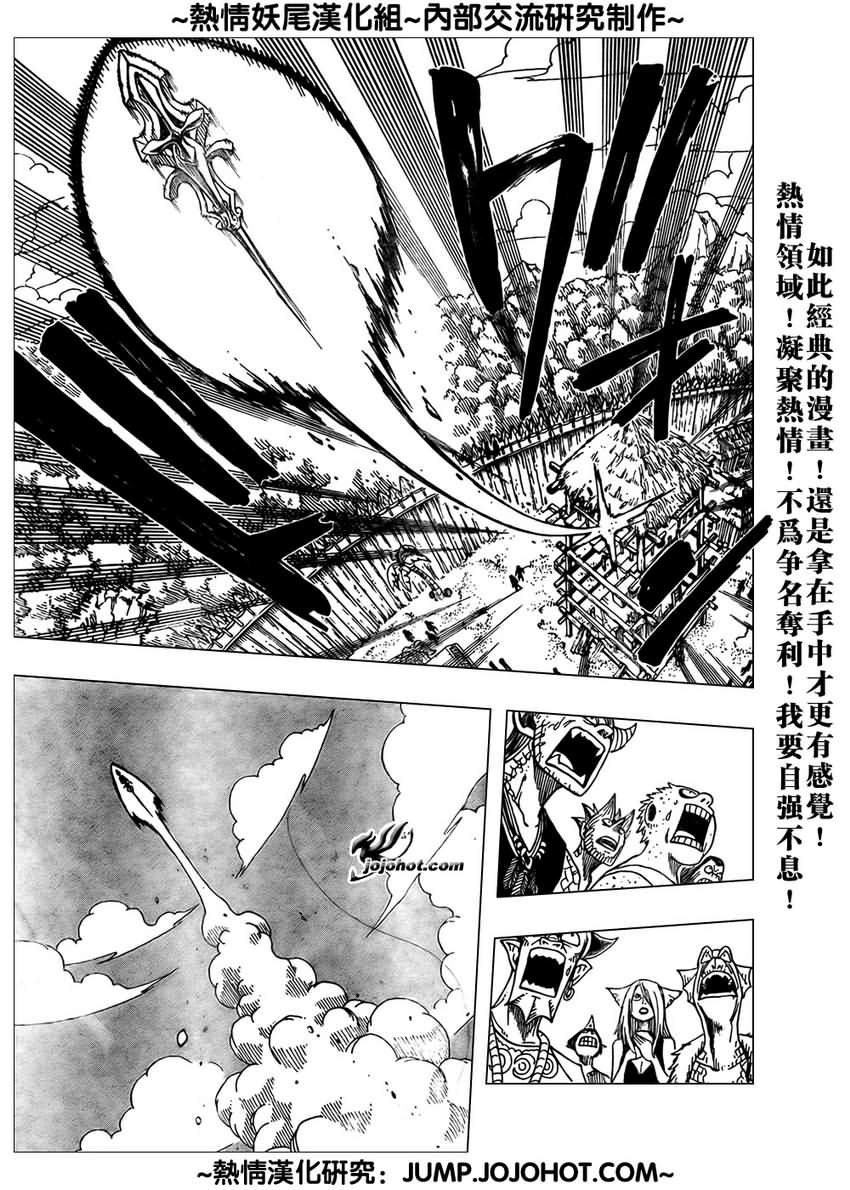 ~熱情妖尾漢化組~內部交流研究制作~
ドドドドキ
如此經典的漫畫！還是拿在手中才更有感覺！
熱情領域！凝聚熱情！不爲争名奪利！我要自强不息！
jojohot.com
~熱情漢化研究：JUMP.JOJOHOT.COM~